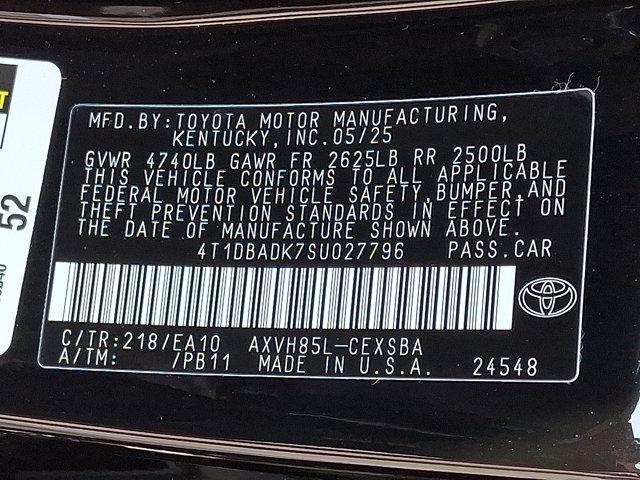 MFD.BY:TOYOTA MOTOR MANUFACTURING,
KENTUCKY,INC.05/25
GVWR 4740LB GAWR FR 2625LB RR 2500LB
THIS VEHICLE CONFORMS TO ALL APPLICABLE
FEDERAL MOTOR VEHICLE SAFETY,BUMPER,AND
THEFT PREVENTION STANDARDS IN EFFECT ON
THE DATE OF MANUFACTURE SHOWN ABOVE.
4T1DBADK7SU027796 PASS.CAR
C/TR:218/EA10 AXVH85L-CEXSBA
A/TM: /PB11 MADE IN U.S.A. 24548
52